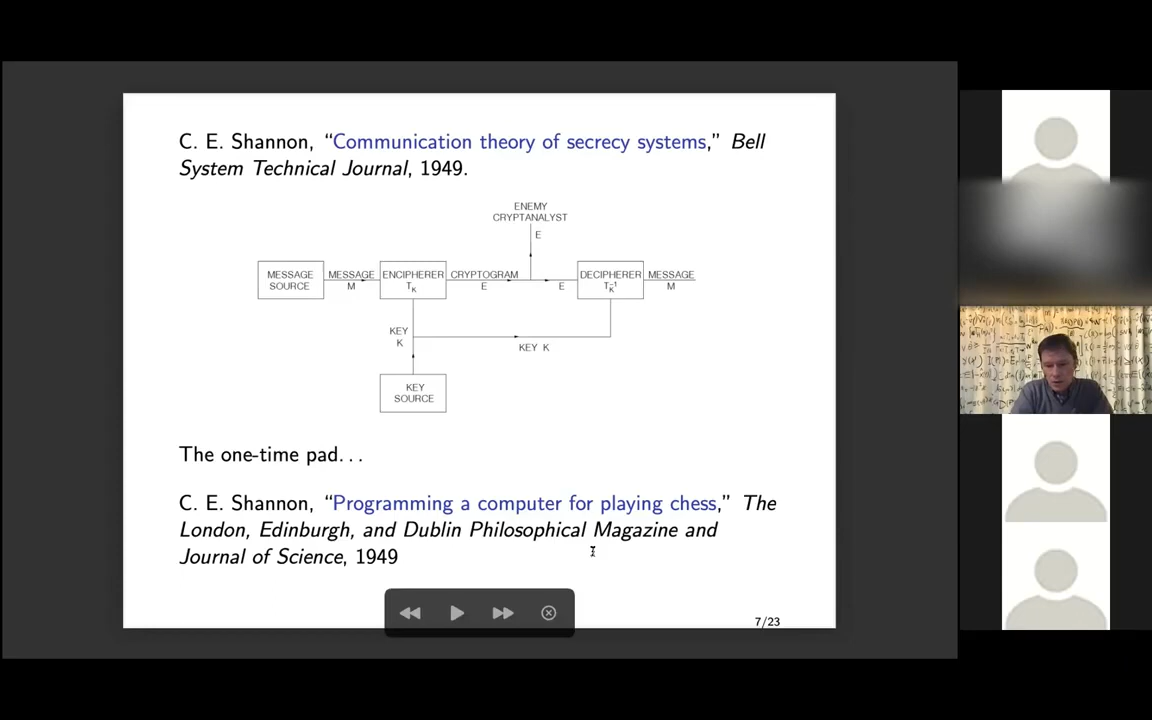 C. E. Shannon, “Communication theory of secrecy systems,” Bell
System Technical Journal, 1949.
ENEMY
CRYPTANALYST
E
MESSAGE
SOURCE
MESSAGE
M
ENCIPHERER
T_K
CRYPTOGRAM
E
E
DECIPHERER
T_K^-1
MESSAGE
M
KEY
K
KEY K
KEY
SOURCE
The one-time pad...
C. E. Shannon, “Programming a computer for playing chess,” The
London, Edinburgh, and Dublin Philosophical Magazine and
Journal of Science, 1949
7/23